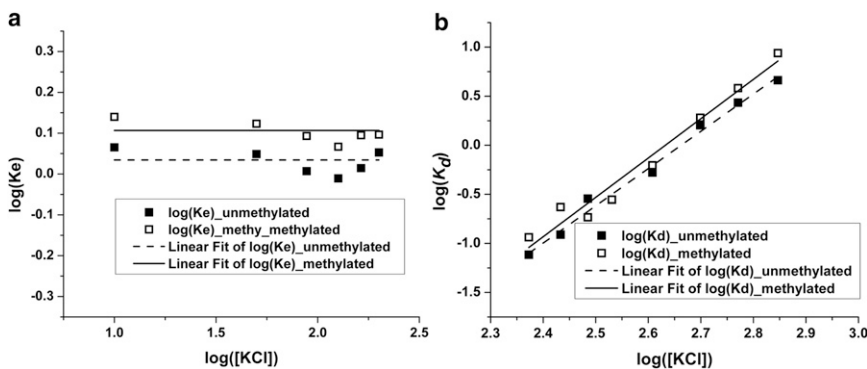 a
0.3
0.2
0.1
0.0
-0.1
-0.2
-0.3
log(Ke)
log(Ke)_unmethylated
log(Ke)_methy_methylated
Linear Fit of log(Ke)_unmethylated
Linear Fit of log(Ke)_methylated
1.0
1.5
2.0
2.5
log([KCl])
b
1.0
0.5
0.0
-0.5
-1.0
-1.5
log(Kd)
log(Kd)_unmethylated
log(Kd)_methylated
Linear Fit of log(Kd)_unmethylated
Linear Fit of log(Kd)_methylated
2.3
2.4
2.5
2.6
2.7
2.8
2.9
3.0
log([KCl])